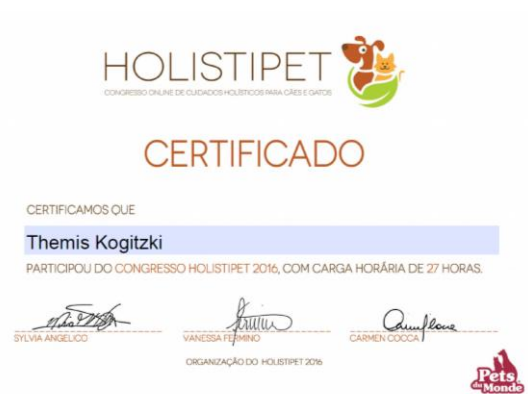 HOLISTIPET
CONGRESSO ONLINE DE CUIDADOS HOLÍSTICOS PARA CÃES E GATOS
CERTIFICADO
CERTIFICAMOS QUE
Themis Kogitzki
PARTICIPOU DO CONGRESSO HOLISTIPET 2016, COM CARGA HORÁRIA DE 27 HORAS.
SYLVIA ANGÉLICO VANESSA FERMINO CARMEN COCCA
ORGANIZAÇÃO DO HOLISTIPET 2016
Pets
du Monde